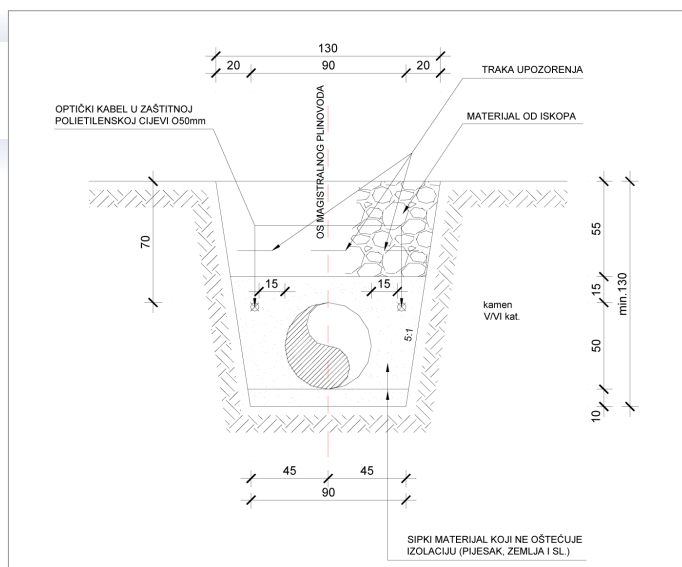 130
20
90
20
TRAKA UPOZORENJA
OPTIČKI KABEL U ZAŠTITNOJ
POLIETILENSKOJ CIJEVI O50mm
MATERIJAL OD ISKOPA
OS MAGISTRALNOG PLINOVODA
70
55
15
15
15
kamen
V/VI kat.
min.130
5:1
50
10
45
45
90
SIPKI MATERIJAL KOJI NE OŠTEĆUJE
IZOLACIJU (PIJESAK, ZEMLJA I SL.)